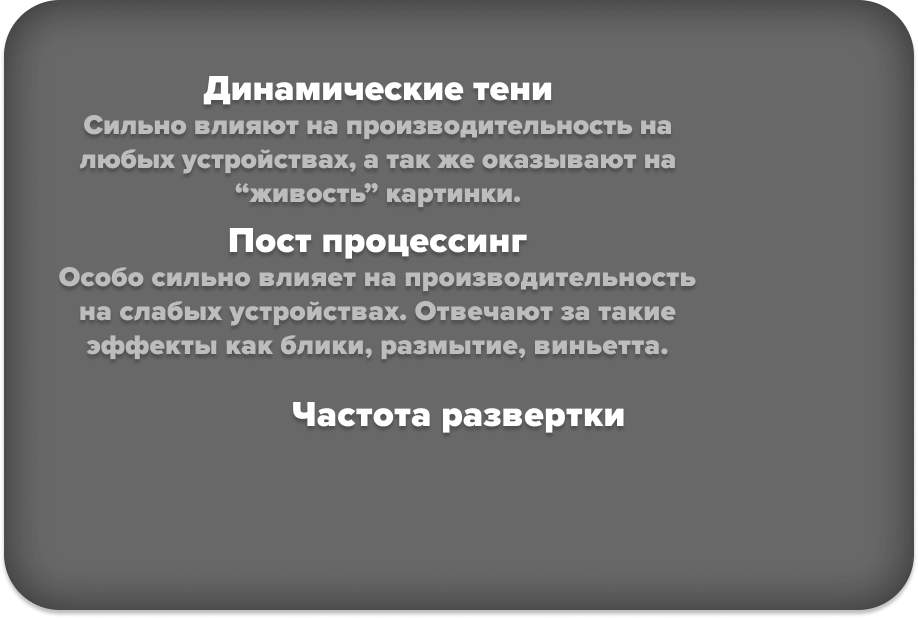 Динамические тени
Сильно влияют на производительность на
любых устройствах, а так же оказывают на
“живость” картинки.
Пост процессинг
Особо сильно влияет на производительность
на слабых устройствах. Отвечают за такие
эффекты как блики, размытие, виньетта.
Частота развертки